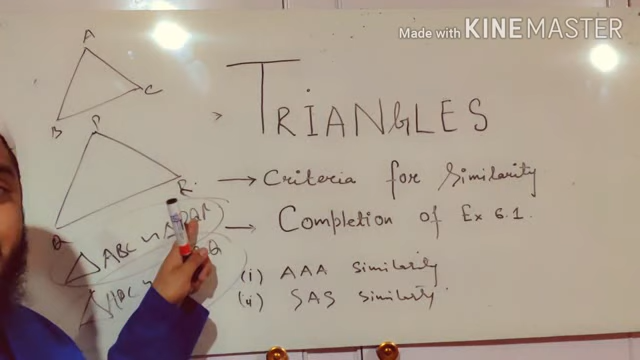 Made with KINEMASTER
A
C
B
TRIANGLES
P
R
Q
→ Criteria for Similarity
→ Completion of Ex 6.1.
△ABC ~ △PQR
(i) AAA similarity
△ABC ~
(ii) SAS similarty